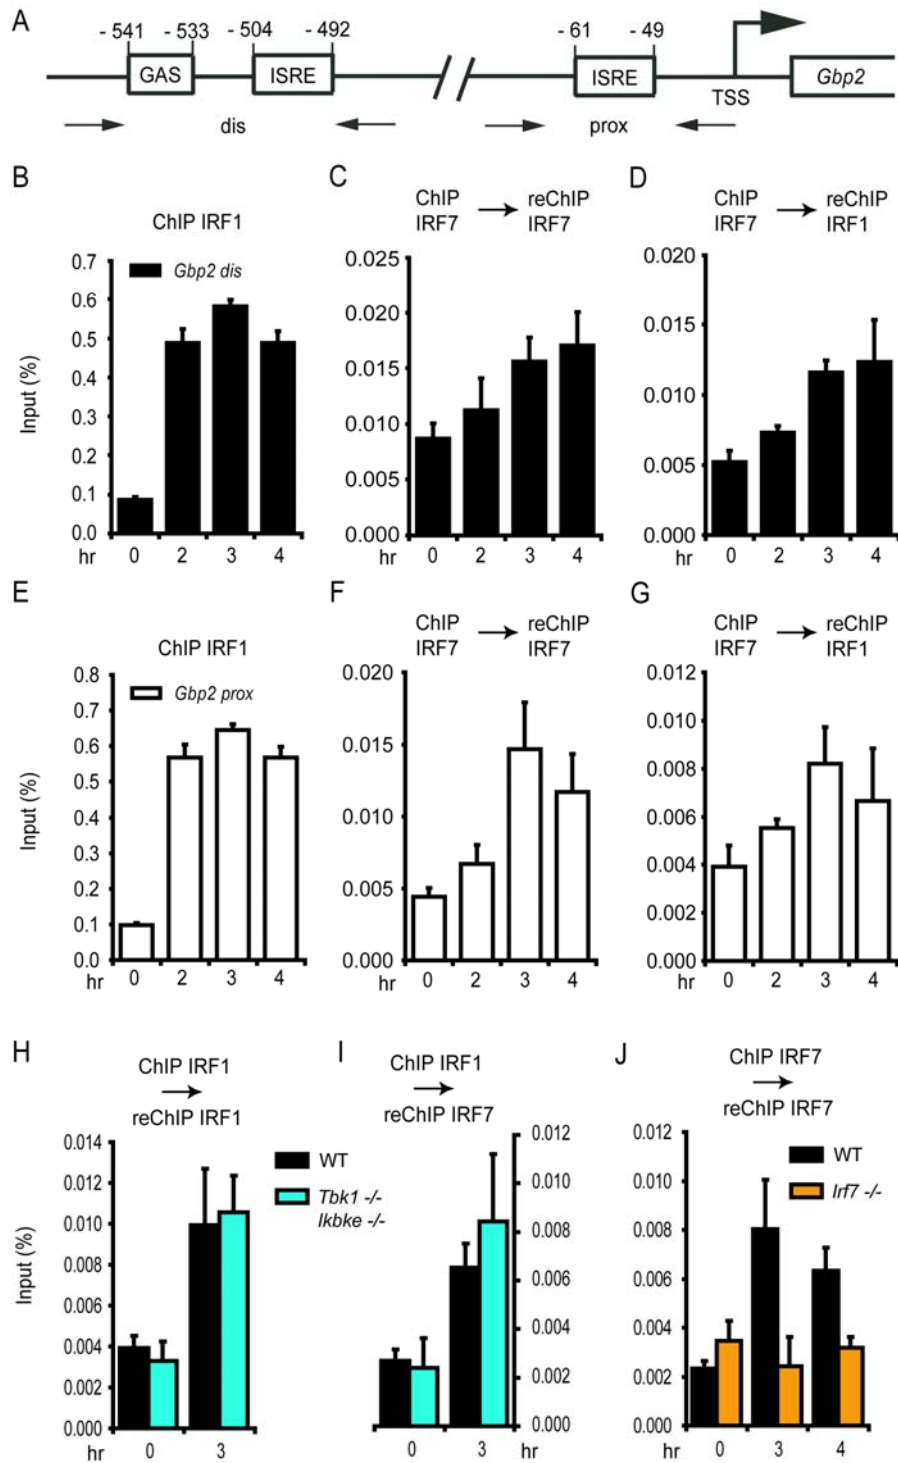 A
- 541
- 533
- 504
- 492
- 61
- 49
GAS
ISRE
ISRE
TSS
Gbp2
dis
prox
B
ChIP IRF1
Gbp2 dis
Input (%)
0.7
0.6
0.5
0.4
0.3
0.2
0.1
0.0
hr 0 2 3 4
C
ChIP IRF7
reChIP IRF7
0.025
0.020
0.015
0.010
0.005
0.000
hr 0 2 3 4
D
ChIP IRF7
reChIP IRF1
0.020
0.015
0.010
0.005
0.000
hr 0 2 3 4
E
ChIP IRF1
Gbp2 prox
Input (%)
0.8
0.7
0.6
0.5
0.4
0.3
0.2
0.1
0.0
hr 0 2 3 4
F
ChIP IRF7
reChIP IRF7
0.020
0.015
0.010
0.005
0.000
hr 0 2 3 4
G
ChIP IRF7
reChIP IRF1
0.012
0.010
0.008
0.006
0.004
0.002
0.000
hr 0 2 3 4
H
ChIP IRF1
reChIP IRF1
Input (%)
0.014
0.012
0.010
0.008
0.006
0.004
0.002
0.000
hr 0 3
WT
Tbk1 -/-
Ikbke -/-
I
ChIP IRF1
reChIP IRF7
0.012
0.010
0.008
0.006
0.004
0.002
0.000
0 3 hr
J
ChIP IRF7
reChIP IRF7
WT
Irf7 -/-
0.012
0.010
0.008
0.006
0.004
0.002
0.000
hr 0 3 4